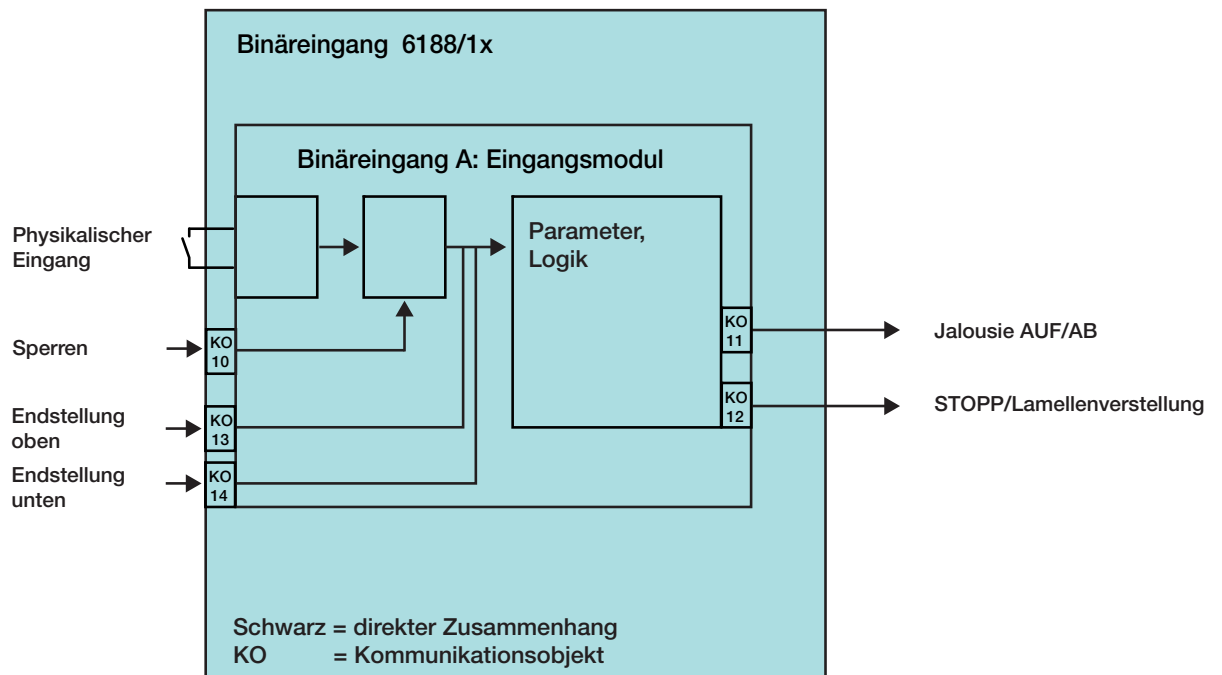 Binäreingang 6188/1x
Binäreingang A: Eingangsmodul
Physikalischer
Eingang
Parameter,
Logik
Sperren
KO
10
KO
11
Jalousie AUF/AB
Endstellung
oben
KO
13
KO
12
STOPP/Lamellenverstellung
Endstellung
unten
KO
14
Schwarz = direkter Zusammenhang
KO = Kommunikationsobjekt